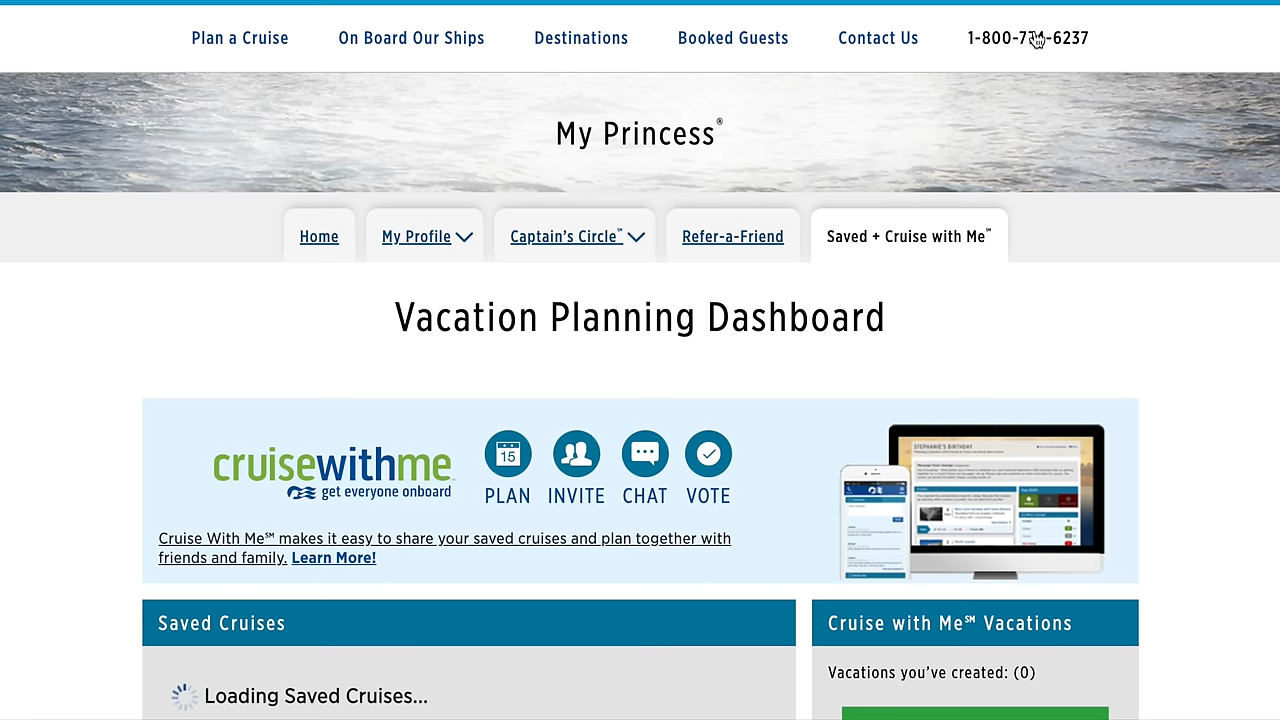 Plan a Cruise
On Board Our Ships
Destinations
Booked Guests
Contact Us
My Princess®
Home
My Profile
Captain's Circle℠
Refer-a-Friend
Saved + Cruise with Me℠
Vacation Planning Dashboard
cruisewithme
get everyone onboard
15
PLAN INVITE CHAT VOTE
Cruise With Me℠ makes it easy to share your saved cruises and plan together with
friends and family. Learn More!
STEPHANIE'S BIRTHDAY
Saved Cruises
Cruise with Me℠ Vacations
Vacations you've created: (0)
Loading Saved Cruises...